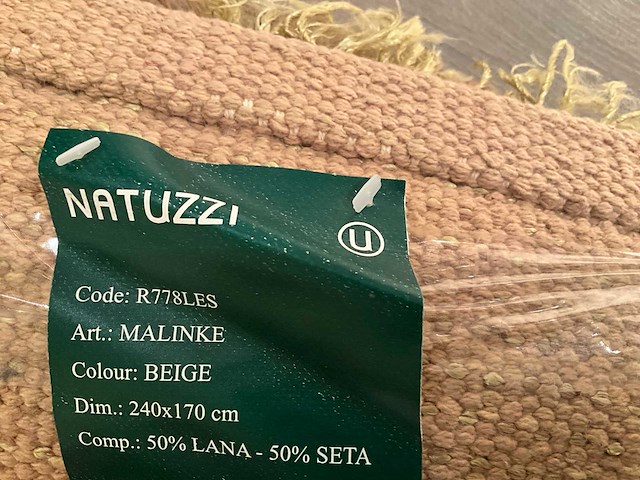 NATUZZI
U
Code: R778LES
Art.: MALINKE
Colour: BEIGE
Dim.: 240x170 cm
Comp.: 50% LANA - 50% SETA